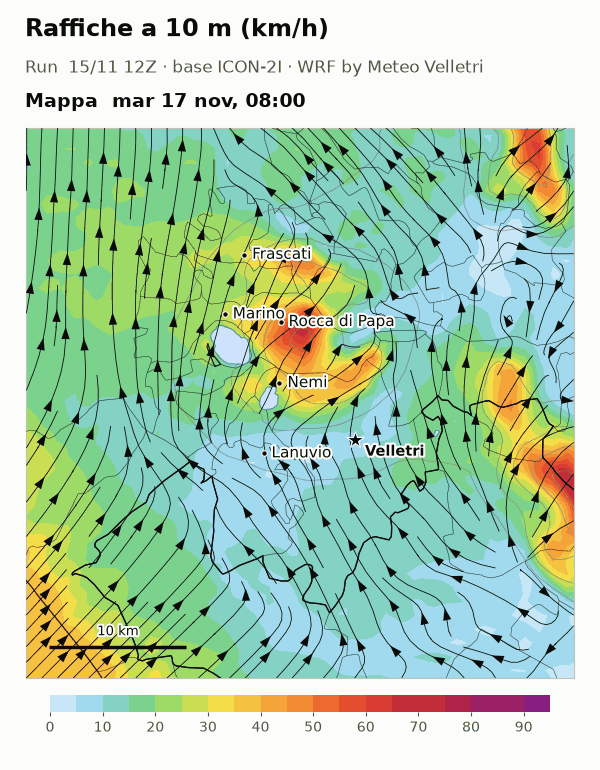 Raffiche a 10 m (km/h)
Run  15/11 12Z · base ICON-2I · WRF by Meteo Velletri
Mappa  mar 17 nov, 08:00
Frascati
Marino
Rocca di Papa
Nemi
Velletri
Lanuvio
10 km
0 10 20 30 40 50 60 70 80 90